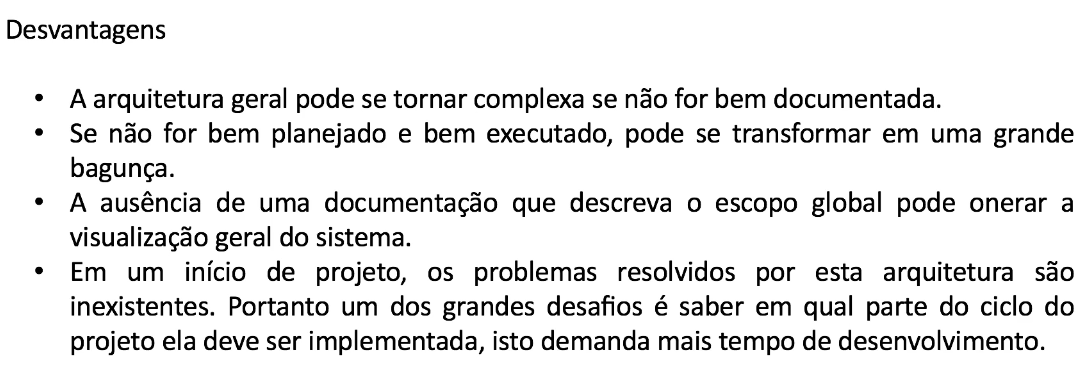 Desvantagens
• A arquitetura geral pode se tornar complexa se não for bem documentada.
• Se não for bem planejado e bem executado, pode se transformar em uma grande
bagunça.
• A ausência de uma documentação que descreva o escopo global pode onerar a
visualização geral do sistema.
• Em um início de projeto, os problemas resolvidos por esta arquitetura são
inexistentes. Portanto um dos grandes desafios é saber em qual parte do ciclo do
projeto ela deve ser implementada, isto demanda mais tempo de desenvolvimento.